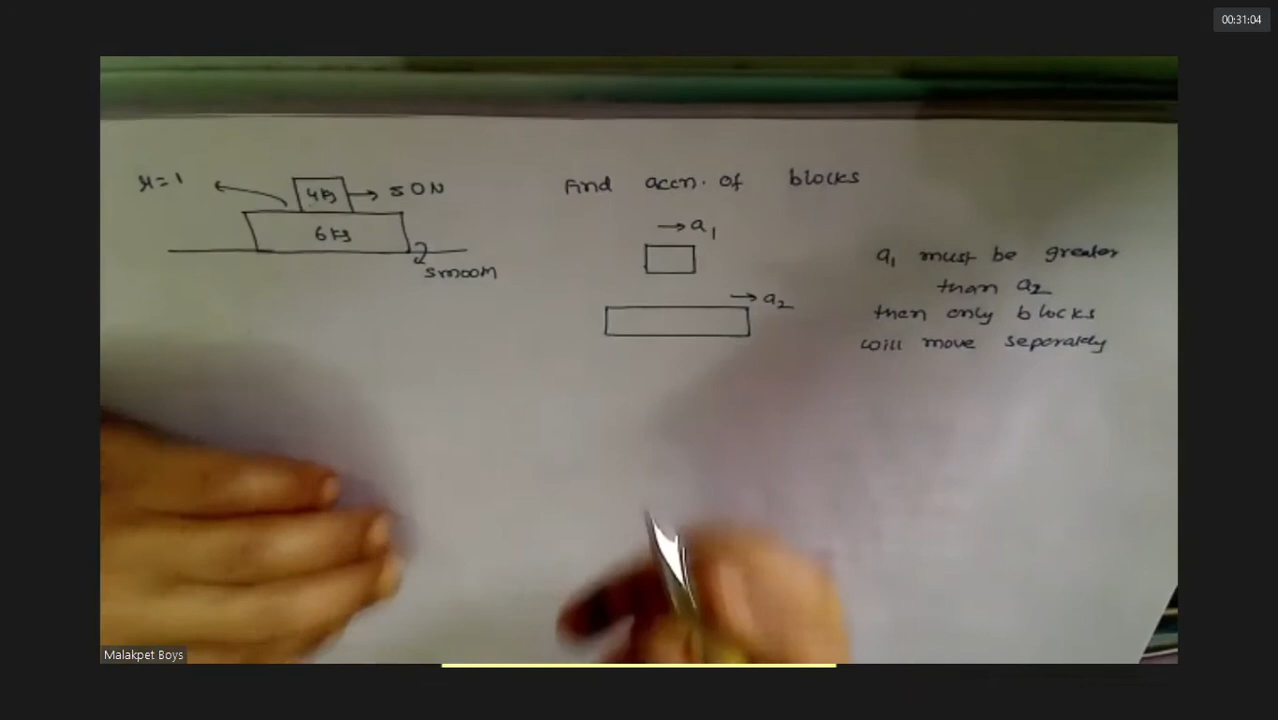 00:31:04
μ=1
4kg
50N
6kg
smooth
Find accn. of blocks
a1
a2
a1 must be greater
than a2
then only blocks
will move seperately
Malakpet Boys